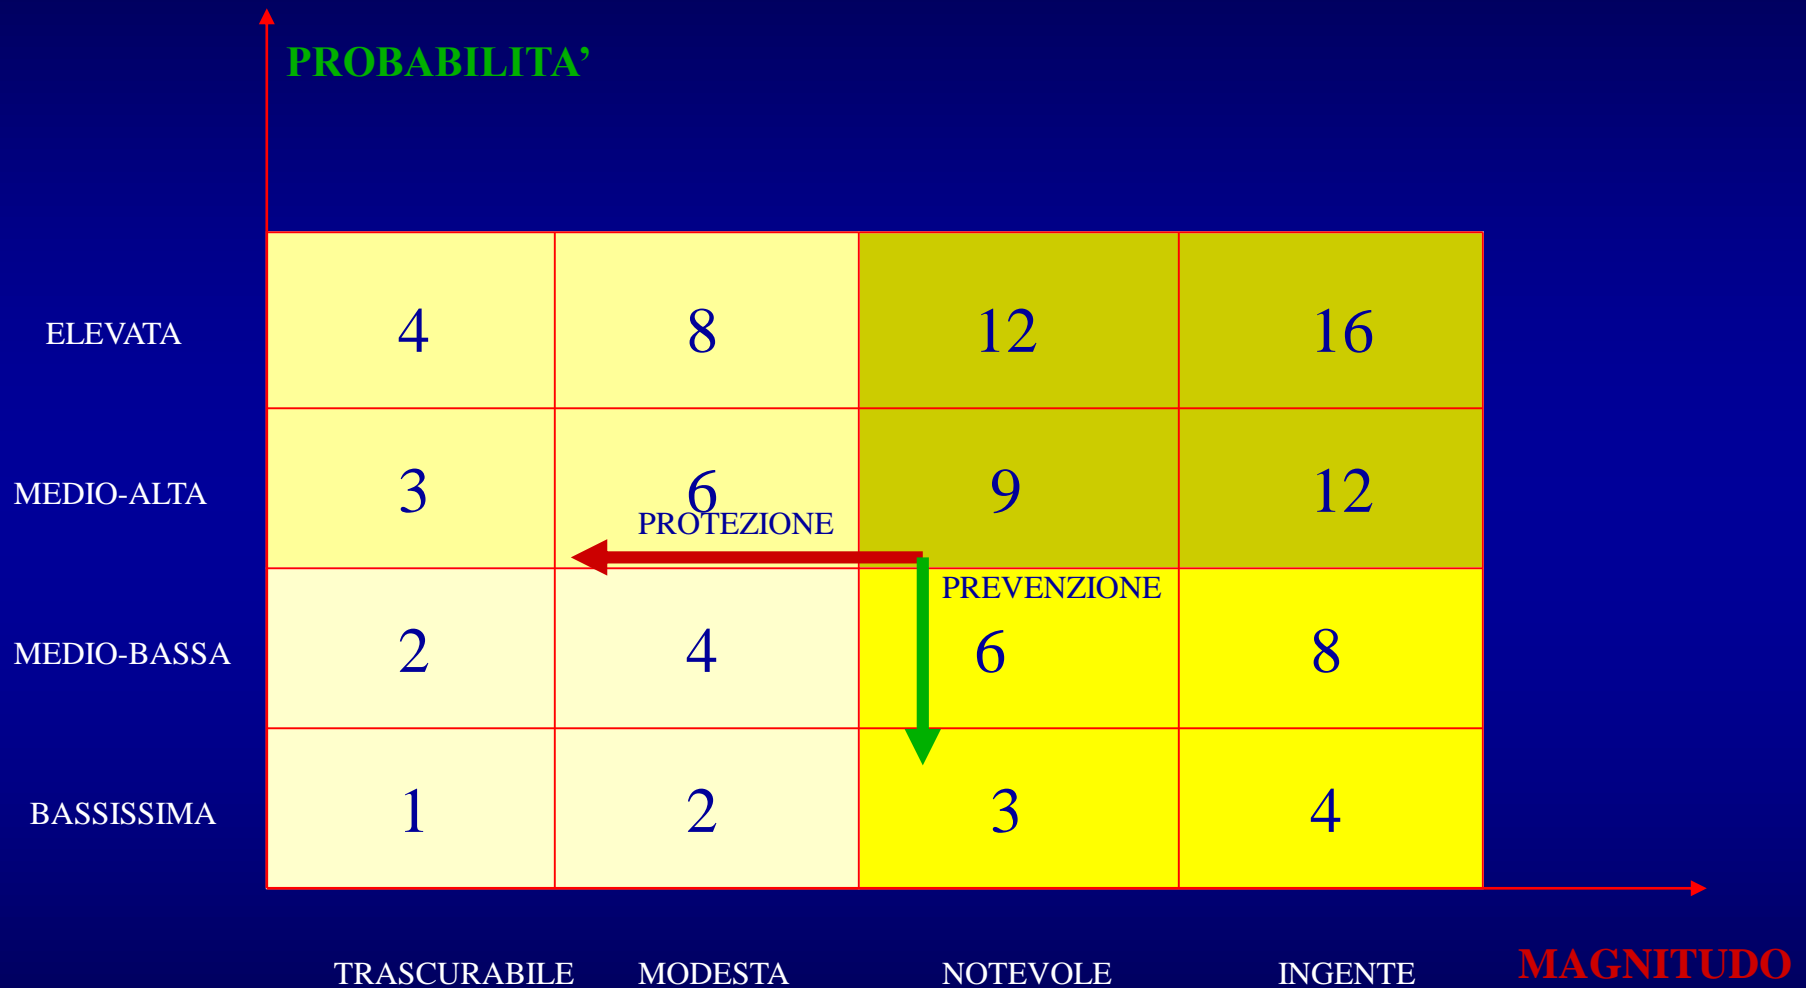 PROBABILITA’
ELEVATA 4 8 12 16
MEDIO-ALTA 3 6 9 12
PROTEZIONE
PREVENZIONE
MEDIO-BASSA 2 4 6 8
BASSISSIMA 1 2 3 4
TRASCURABILE MODESTA NOTEVOLE INGENTE MAGNITUDO